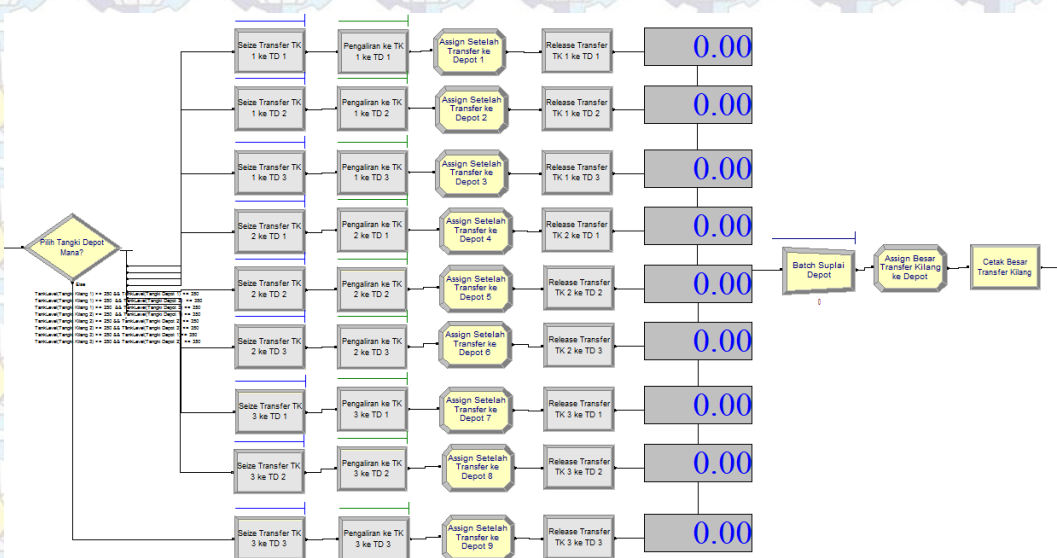 Seize Transfer TK
1 ke TD 1
Pengaliran ke TK
1 ke TD 1
Assign Setelah
Transfer ke
Depot 1
Release Transfer
TK 1 ke TD 1
0.00
Seize Transfer TK
1 ke TD 2
Pengaliran ke TK
1 ke TD 2
Assign Setelah
Transfer ke
Depot 2
Release Transfer
TK 1 ke TD 2
0.00
Seize Transfer TK
1 ke TD 3
Pengaliran ke TK
1 ke TD 3
Assign Setelah
Transfer ke
Depot 3
Release Transfer
TK 1 ke TD 3
0.00
Pilih Tangki Depot
Mana?
Else
Seize Transfer TK
2 ke TD 1
Pengaliran ke TK
2 ke TD 1
Assign Setelah
Transfer ke
Depot 4
Release Transfer
TK 2 ke TD 1
0.00
Seize Transfer TK
2 ke TD 2
Pengaliran ke TK
2 ke TD 2
Assign Setelah
Transfer ke
Depot 5
Release Transfer
TK 2 ke TD 2
0.00
Seize Transfer TK
2 ke TD 3
Pengaliran ke TK
2 ke TD 3
Assign Setelah
Transfer ke
Depot 6
Release Transfer
TK 2 ke TD 3
0.00
Seize Transfer TK
3 ke TD 1
Pengaliran ke TK
3 ke TD 1
Assign Setelah
Transfer ke
Depot 7
Release Transfer
TK 3 ke TD 1
0.00
Seize Transfer TK
3 ke TD 2
Pengaliran ke TK
3 ke TD 2
Assign Setelah
Transfer ke
Depot 8
Release Transfer
TK 3 ke TD 2
0.00
Seize Transfer TK
3 ke TD 3
Pengaliran ke TK
3 ke TD 3
Assign Setelah
Transfer ke
Depot 9
Release Transfer
TK 3 ke TD 3
0.00
Batch Suplai
Depot
0
Assign Besar
Transfer Kilang
ke Depot
Cetak Besar
Transfer Kilang